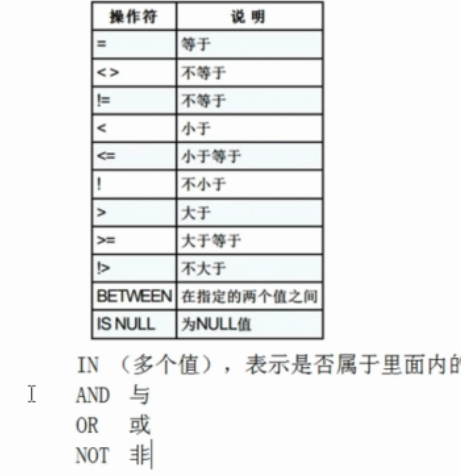 操作符 说 明
= 等于
<> 不等于
!= 不等于
< 小于
<= 小于等于
! 不小于
> 大于
>= 大于等于
!> 不大于
BETWEEN 在指定的两个值之间
IS NULL 为NULL值
IN （多个值），表示是否属于里面内的
AND 与
OR 或
NOT 非